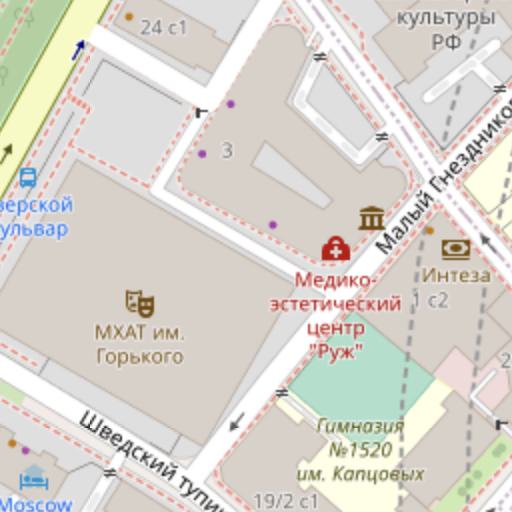 культуры
РФ
24 с1
3
верской
ульвар
Малый Гнездников
Интеза
1 с2
Медико-
эстетический
центр
"Руж"
МХАТ им.
Горького
Гимназия
№1520
им. Капцовых
Шведский тупи
19/2 с1
2
Moscow